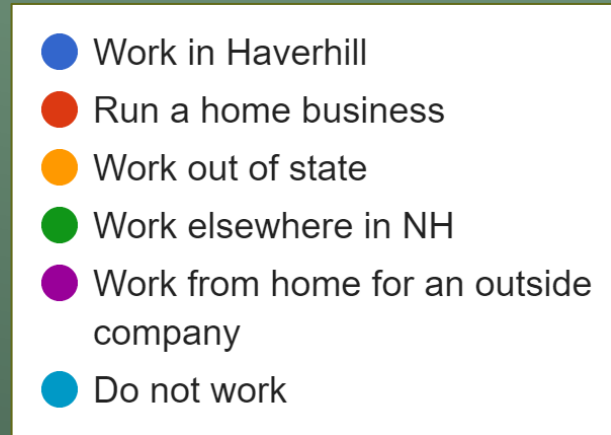 Work in Haverhill
Run a home business
Work out of state
Work elsewhere in NH
Work from home for an outside
company
Do not work